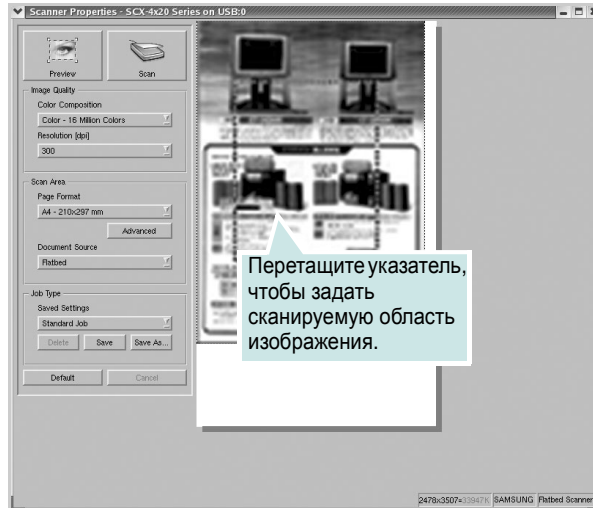 Scanner Properties - SCX-4x20 Series on USB:0
Preview
Scan
Image Quality
Color Composition
Color - 16 Million Colors
Resolution [dpi]
300
Scan Area
Page Format
A4 - 210x297 mm
Advanced
Document Source
Flatbed
Job Type
Saved Settings
Standard Job
Delete
Save
Save As...
Default
Cancel
Перетащите указатель,
чтобы задать
сканируемую область
изображения.
2478x3507=33947K
SAMSUNG
Flatbed Scanner